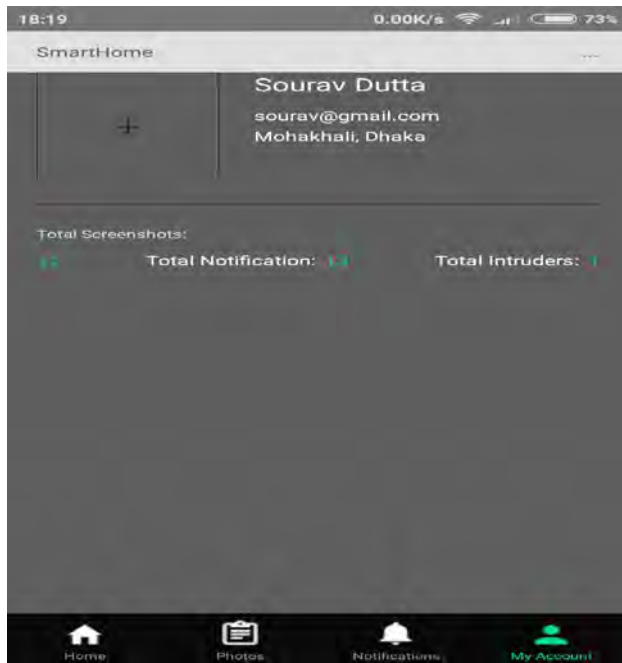 18:19 0.00K/s 73%
SmartHome ...
Sourav Dutta
sourav@gmail.com
Mohakhali, Dhaka
Total Screenshots:
Total Notification: Total Intruders: 1
Home Photos Notifications My Account